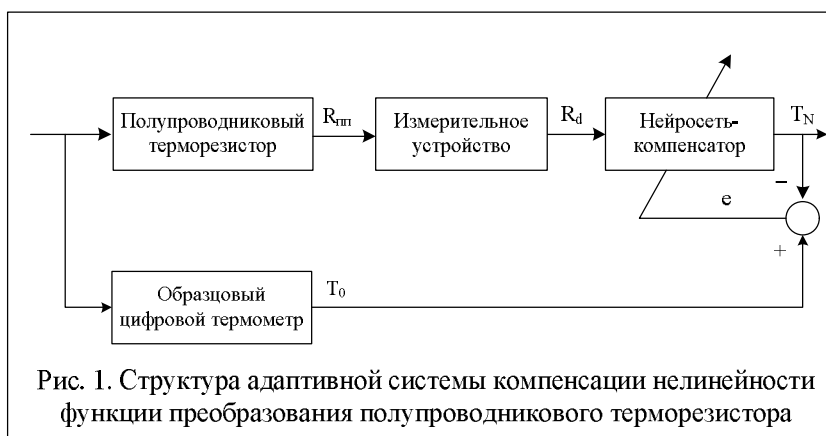 Полупроводниковый
терморезистор
Rпп
Измерительное
устройство
Rd
Нейросеть-
компенсатор
TN
−
e
+
Образцовый
цифровой термометр
T0
Рис. 1. Структура адаптивной системы компенсации нелинейности
функции преобразования полупроводникового терморезистора